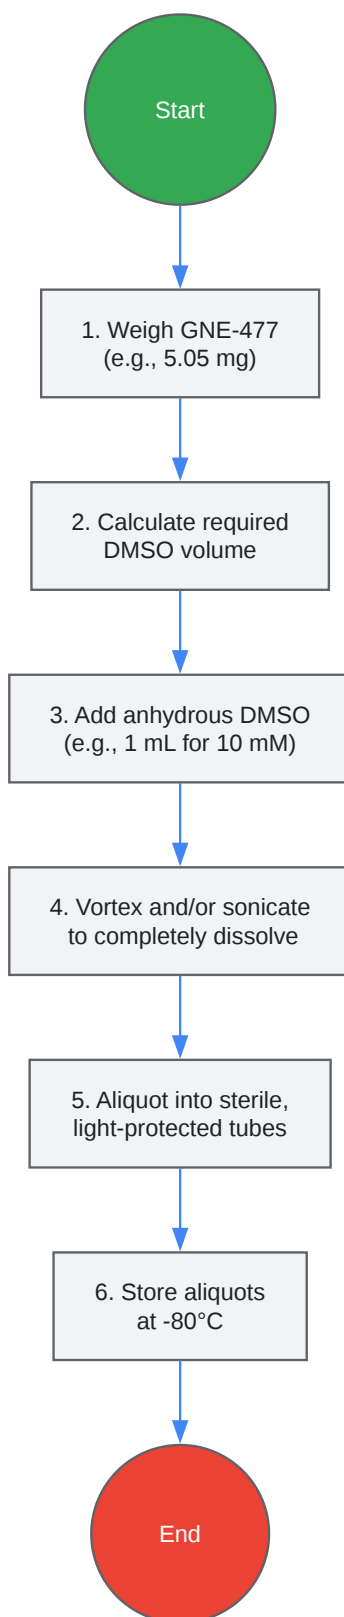 Start
1. Weigh GNE-477
(e.g., 5.05 mg)
2. Calculate required
DMSO volume
3. Add anhydrous DMSO
(e.g., 1 mL for 10 mM)
4. Vortex and/or sonicate
to completely dissolve
5. Aliquot into sterile,
light-protected tubes
6. Store aliquots
at -80°C
End